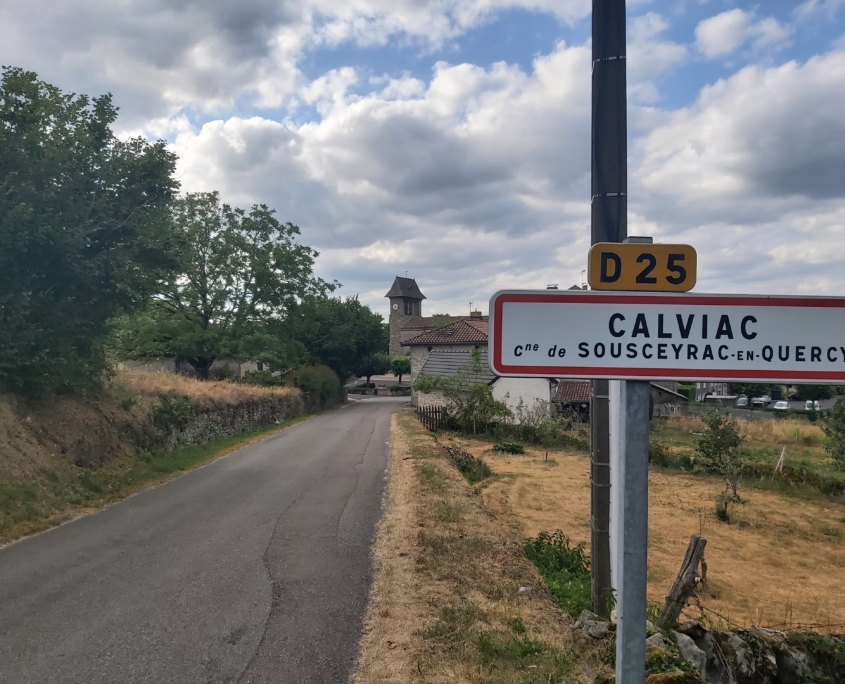 D 25
CALVIAC
Cne de SOUSCEYRAC-EN-QUERCY